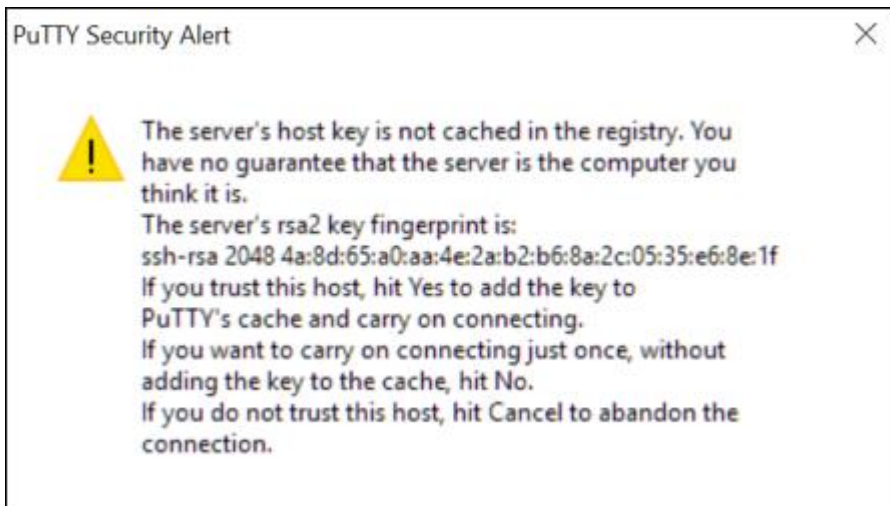 PuTTY Security Alert
The server's host key is not cached in the registry. You
have no guarantee that the server is the computer you
think it is.
The server's rsa2 key fingerprint is:
ssh-rsa 2048 4a:8d:65:a0:aa:4e:2a:b2:b6:8a:2c:05:35:e6:8e:1f
If you trust this host, hit Yes to add the key to
PuTTY's cache and carry on connecting.
If you want to carry on connecting just once, without
adding the key to the cache, hit No.
If you do not trust this host, hit Cancel to abandon the
connection.